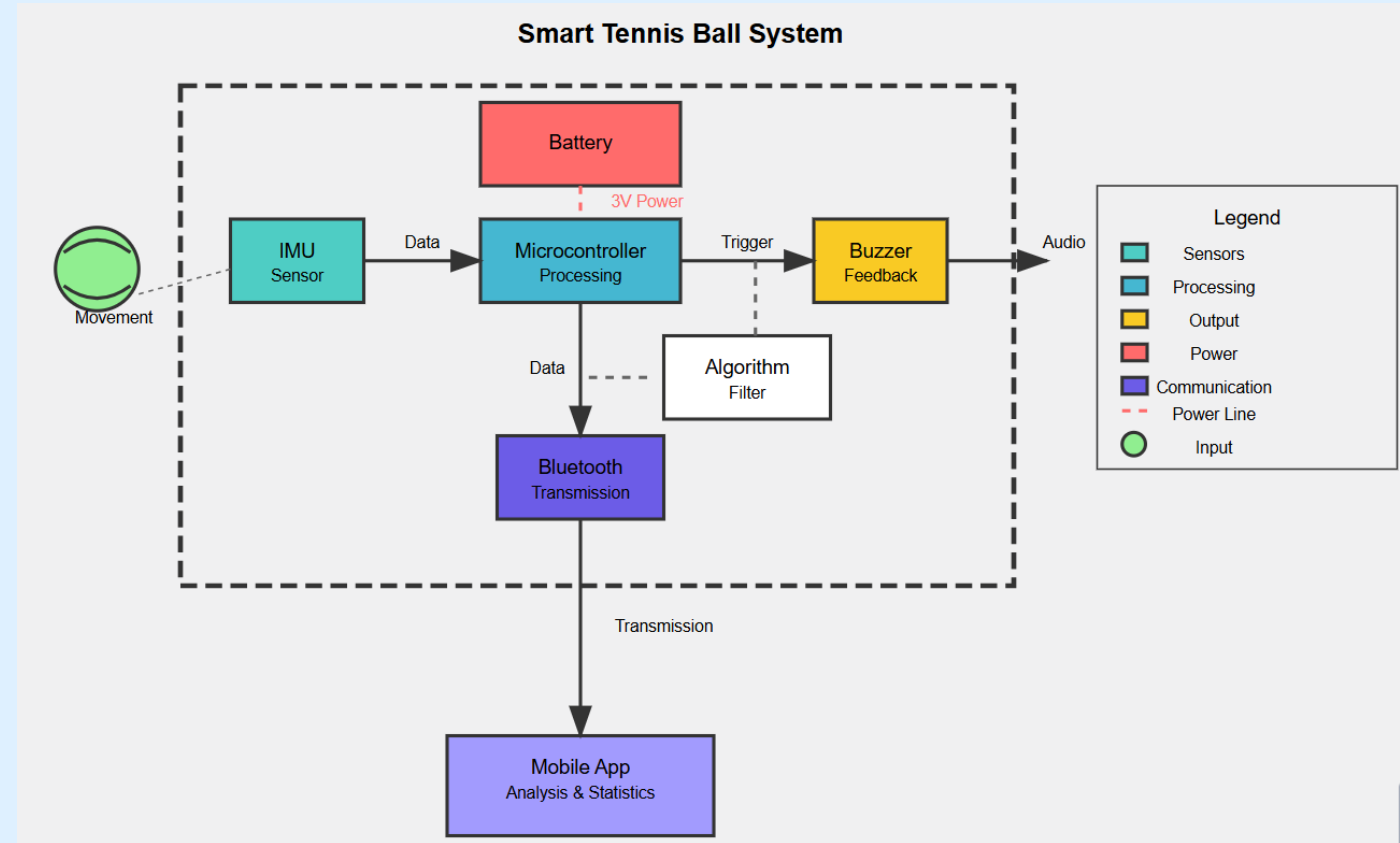 Smart Tennis Ball System
Battery
3V Power
IMU
Sensor
Data
Microcontroller
Processing
Trigger
Buzzer
Feedback
Audio
Movement
Data
Algorithm
Filter
Bluetooth
Transmission
Transmission
Mobile App
Analysis & Statistics
Legend
Sensors
Processing
Output
Power
Communication
Power Line
Input